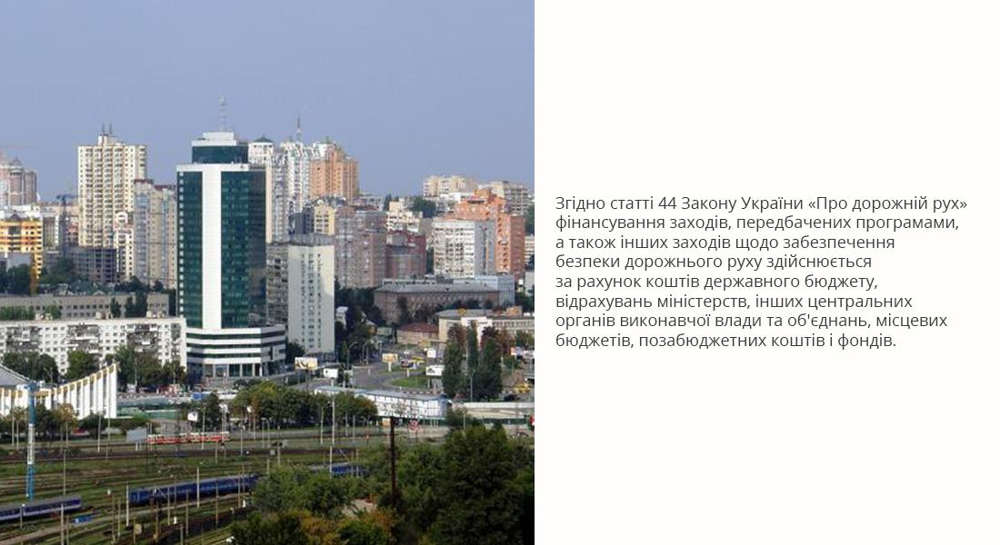 Згідно статті 44 Закону України «Про дорожній рух»
фінансування заходів, передбачених програмами,
а також інших заходів щодо забезпечення
безпеки дорожнього руху здійснюється
за рахунок коштів державного бюджету,
відрахувань міністерств, інших центральних
органів виконавчої влади та об'єднань, місцевих
бюджетів, позабюджетних коштів і фондів.